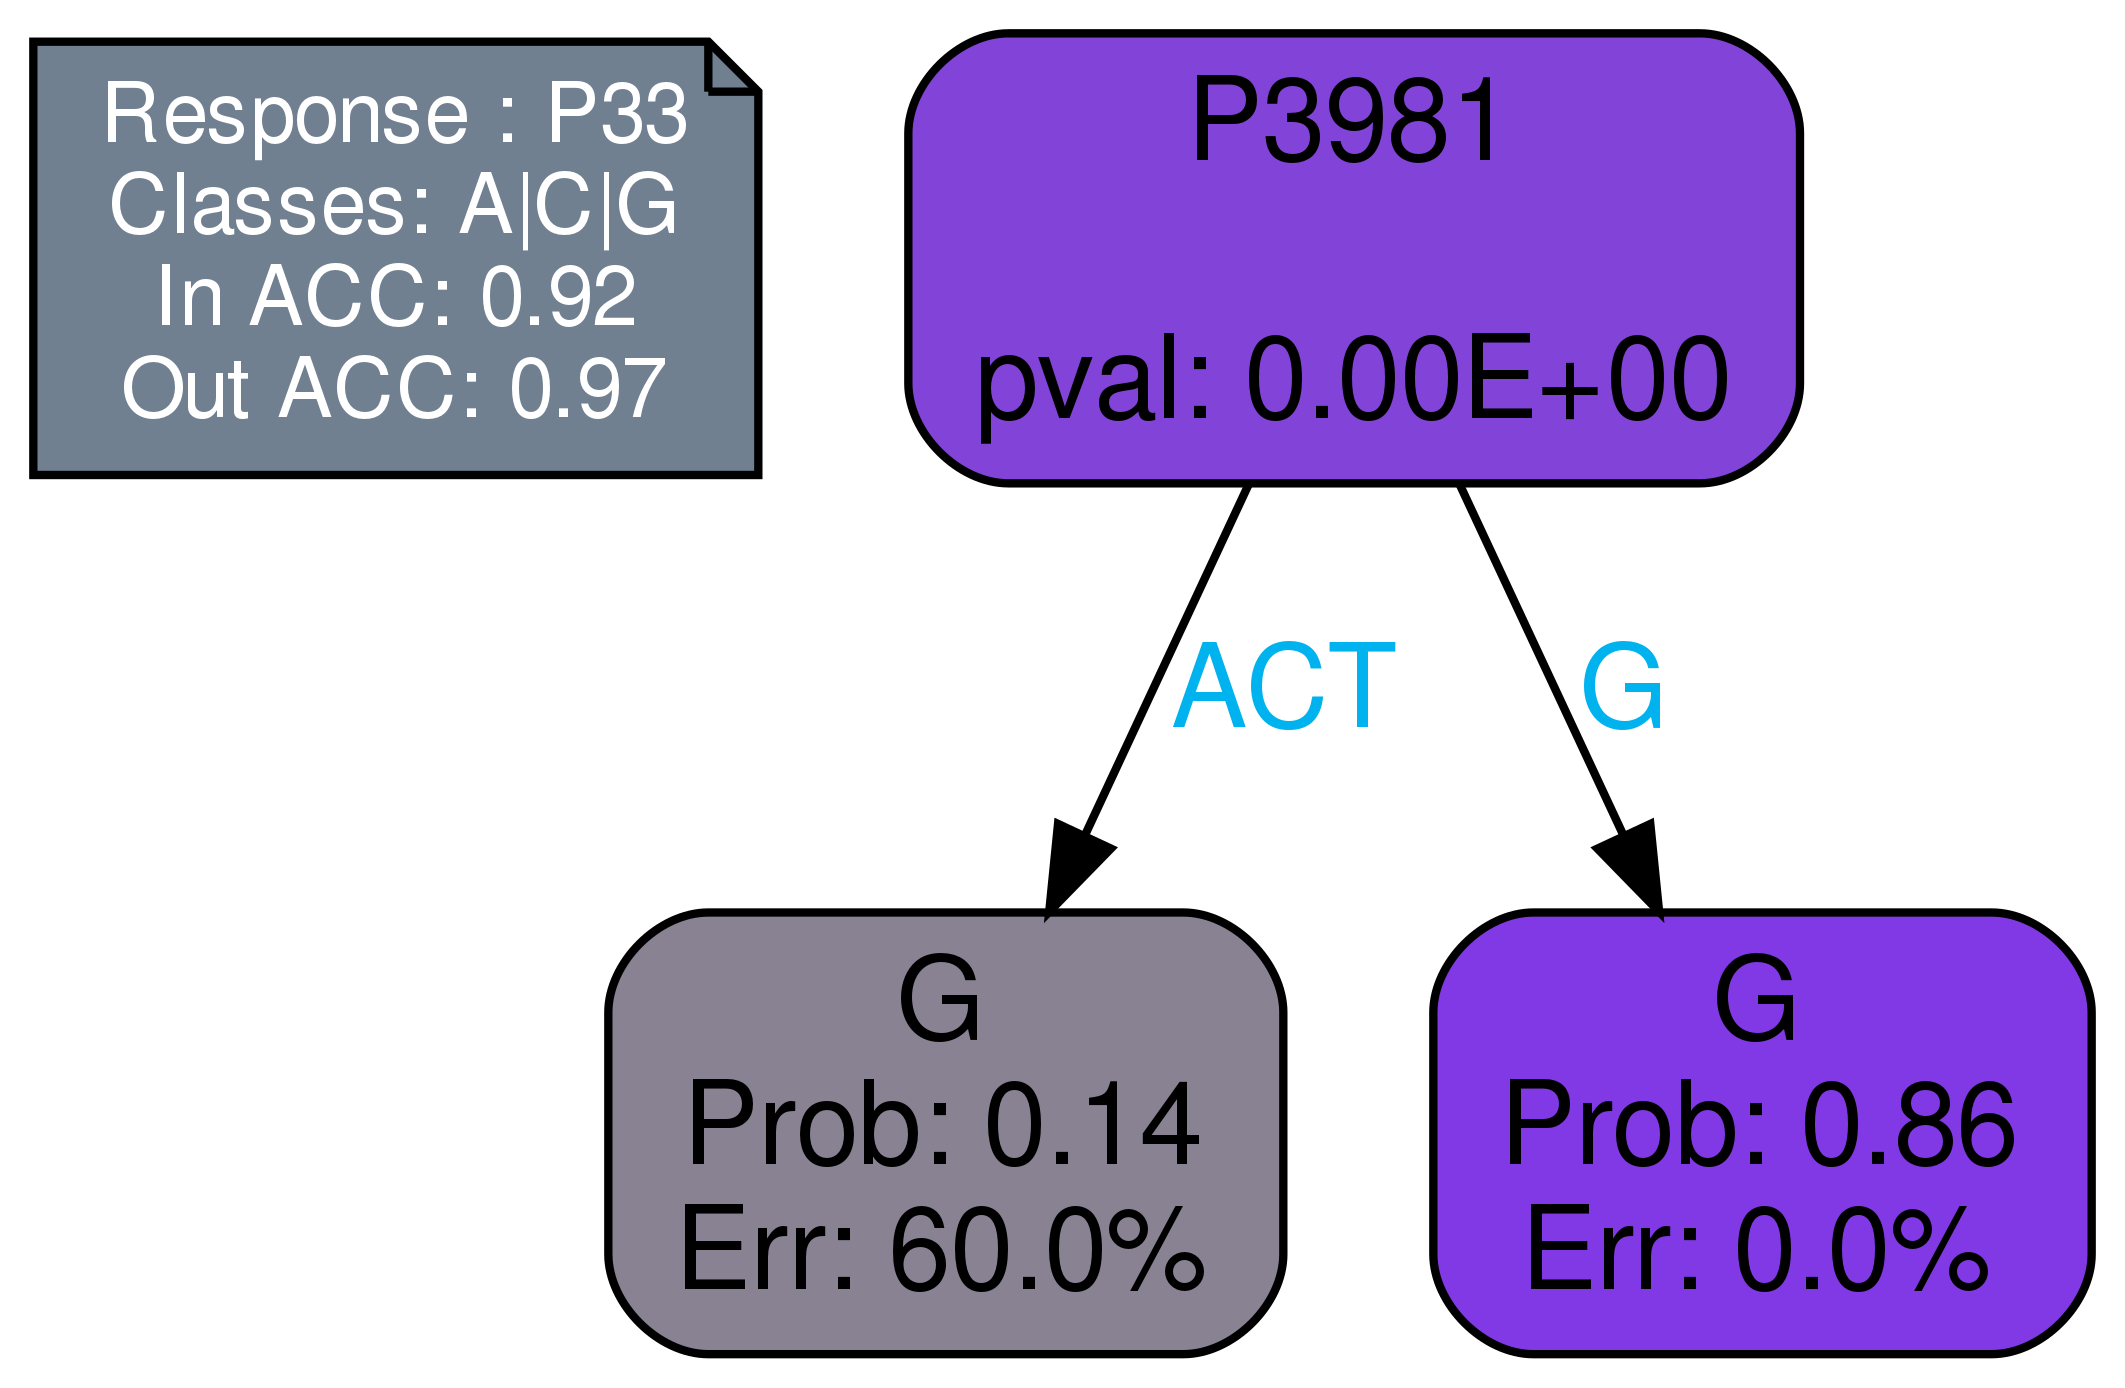 Response : P33
Classes: A|C|G
In ACC: 0.92
Out ACC: 0.97
P3981
pval: 0.00E+00
ACT
G
G
Prob: 0.14
Err: 60.0%
G
Prob: 0.86
Err: 0.0%